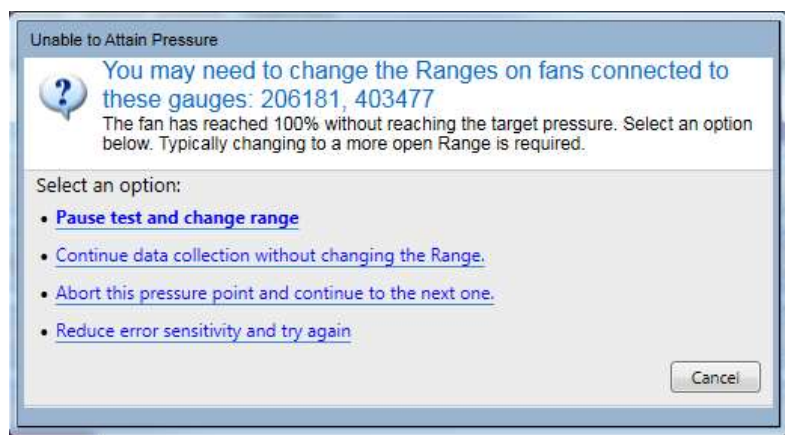 Unable to Attain Pressure
You may need to change the Ranges on fans connected to
these gauges: 206181, 403477
The fan has reached 100% without reaching the target pressure. Select an option
below. Typically changing to a more open Range is required.
Select an option:
• Pause test and change range
• Continue data collection without changing the Range.
• Abort this pressure point and continue to the next one.
• Reduce error sensitivity and try again
Cancel